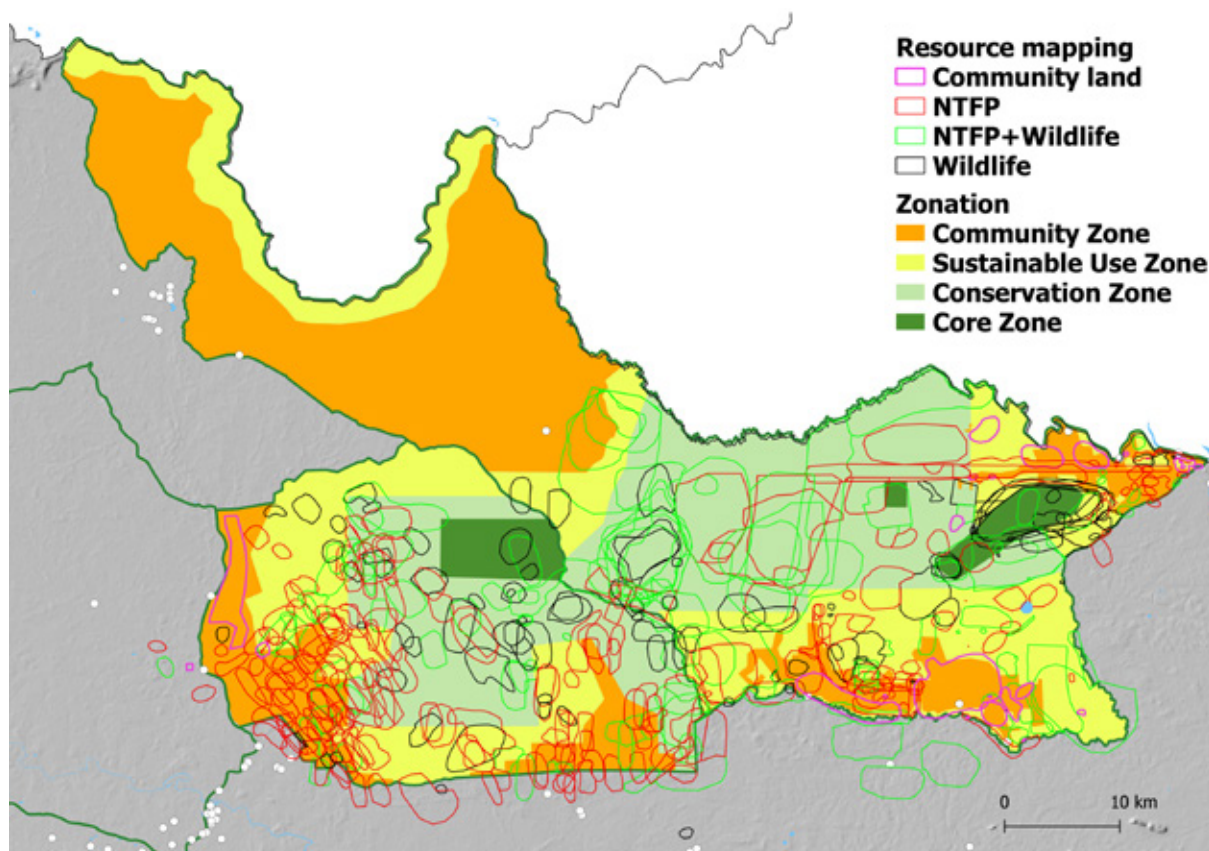 Resource mapping
Community land
NTFP
NTFP+Wildlife
Wildlife
Zonation
Community Zone
Sustainable Use Zone
Conservation Zone
Core Zone
0 10 km